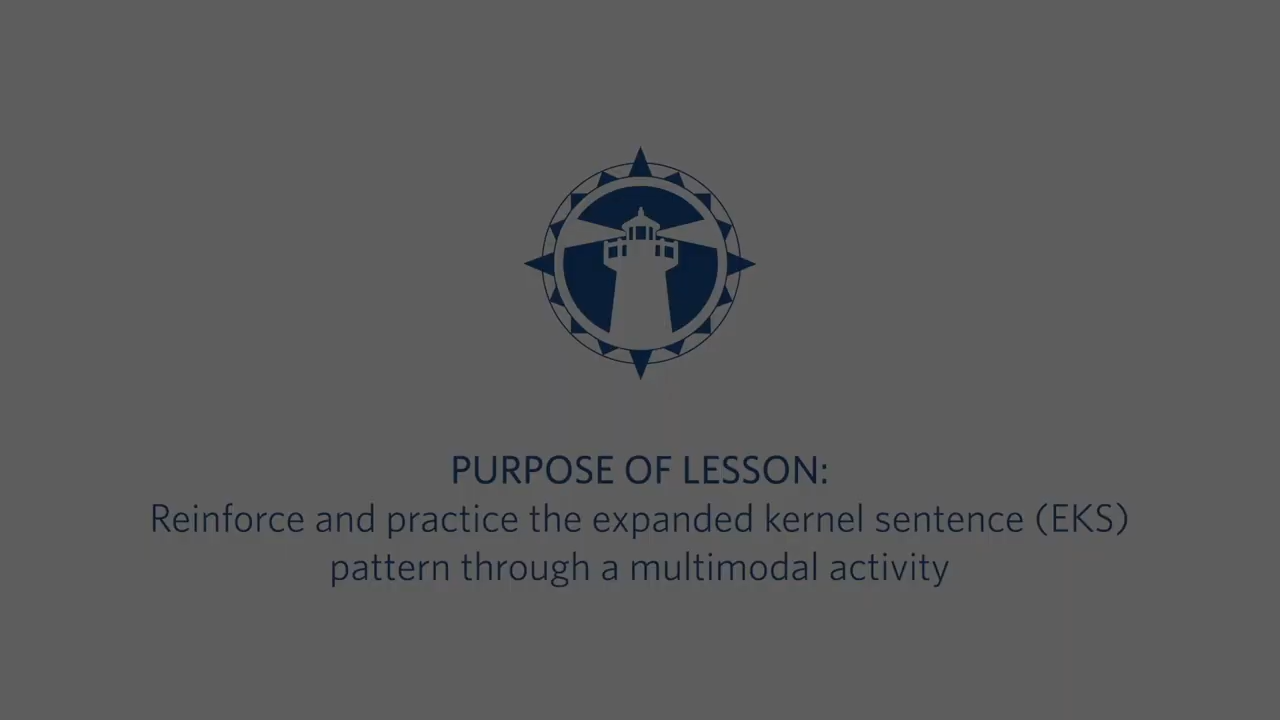 PURPOSE OF LESSON:
Reinforce and practice the expanded kernel sentence (EKS)
pattern through a multimodal activity